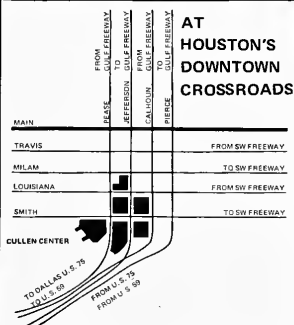 AT
HOUSTON'S
DOWNTOWN
CROSSROADS
FROM
GULF FREEWAY
TO
GULF FREEWAY
FROM
GULF FREEWAY
TO
GULF FREEWAY
PEASE
JEFFERSON
CALHOUN
PIERCE
MAIN
TRAVIS FROM SW FREEWAY
MILAM TO SW FREEWAY
LOUISIANA FROM SW FREEWAY
SMITH TO SW FREEWAY
CULLEN CENTER
TO DALLAS U.S. 75
TO U.S. 59
FROM U.S. 75
FROM U S 59